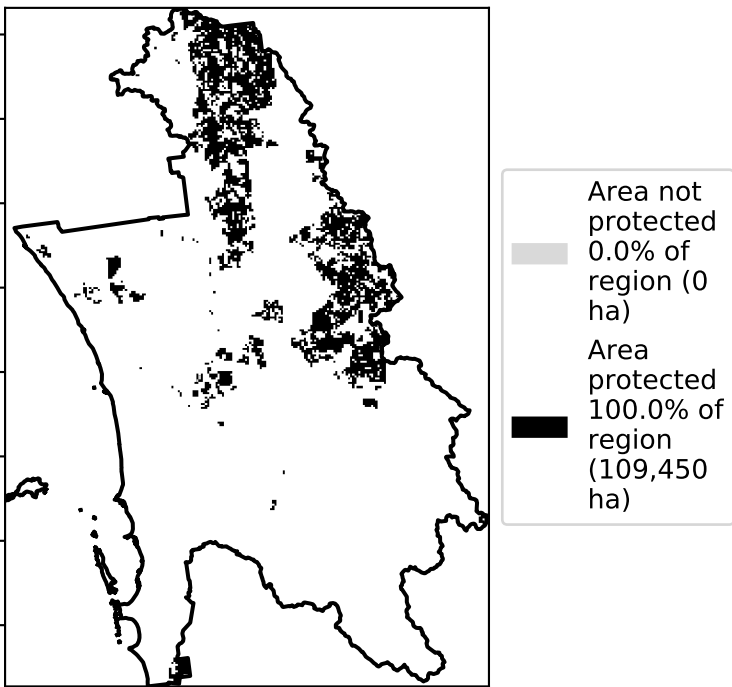 Area not
protected
0.0% of
region (0
ha)
Area
protected
100.0% of
region
(109,450
ha)